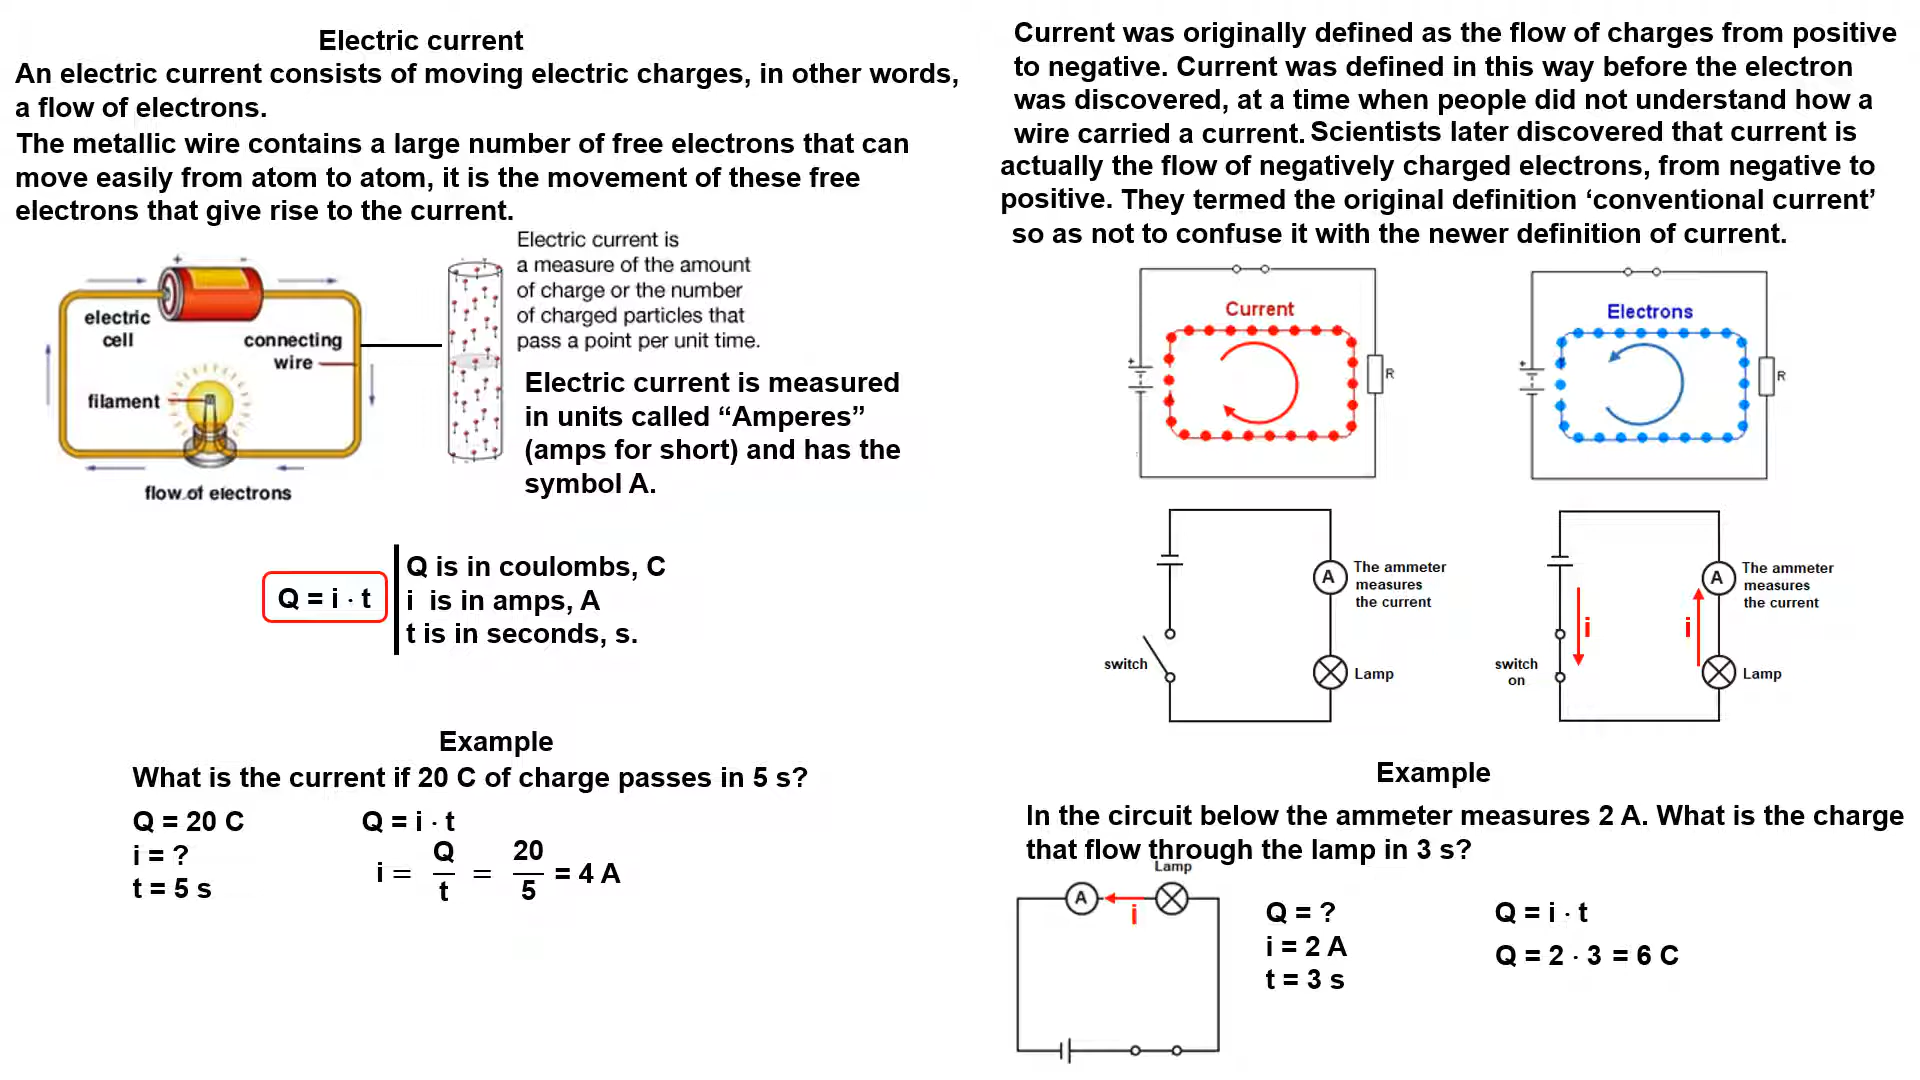 Electric current
An electric current consists of moving electric charges, in other words,
a flow of electrons.
The metallic wire contains a large number of free electrons that can
move easily from atom to atom, it is the movement of these free
electrons that give rise to the current.
+ -
electric
cell
connecting
wire
filament
flow of electrons
Electric current is
a measure of the amount
of charge or the number
of charged particles that
pass a point per unit time.
Electric current is measured
in units called “Amperes”
(amps for short) and has the
symbol A.
Q = i · t
Q is in coulombs, C
i is in amps, A
t is in seconds, s.
Example
What is the current if 20 C of charge passes in 5 s?
Q = 20 C
i = ?
t = 5 s
Q = i · t
i = Q/t = 20/5 = 4 A
Current was originally defined as the flow of charges from positive
to negative. Current was defined in this way before the electron
was discovered, at a time when people did not understand how a
wire carried a current. Scientists later discovered that current is
actually the flow of negatively charged electrons, from negative to
positive. They termed the original definition ‘conventional current’
so as not to confuse it with the newer definition of current.
Current
+
R
Electrons
+
R
A
The ammeter
measures
the current
switch
Lamp
A
The ammeter
measures
the current
i
i
switch
on
Lamp
Example
In the circuit below the ammeter measures 2 A. What is the charge
that flow through the lamp in 3 s?
Lamp
A
i
Q = ?
i = 2 A
t = 3 s
Q = i · t
Q = 2 · 3 = 6 C